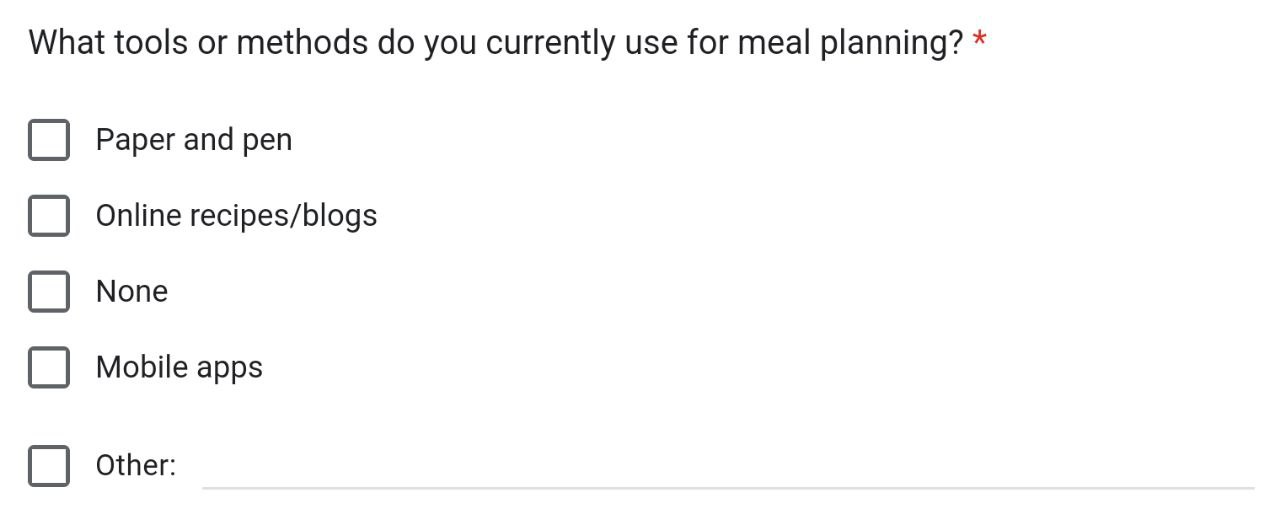 What tools or methods do you currently use for meal planning? *
Paper and pen
Online recipes/blogs
None
Mobile apps
Other: